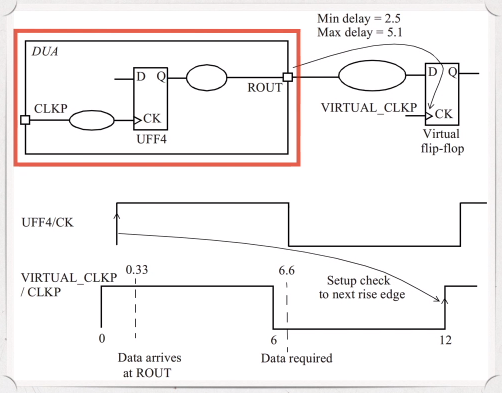 Min delay = 2.5
Max delay = 5.1
DUA
D Q
D Q
ROUT
CLKP
VIRTUAL_CLKP
CK
CK
UFF4
Virtual
flip-flop
UFF4/CK
0.33
6.6
VIRTUAL_CLKP
/ CLKP
Setup check
to next rise edge
0
6
12
Data arrives
at ROUT
Data required